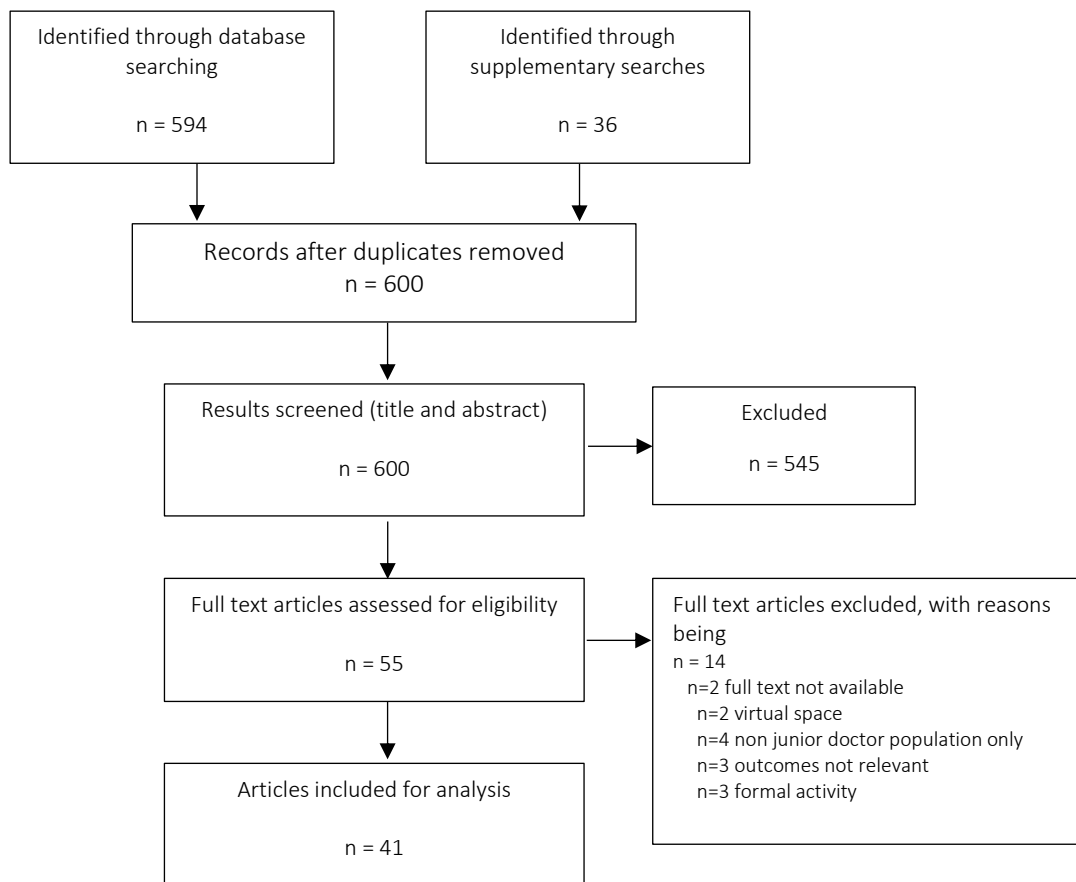 Identified through database
searching
n = 594
Identified through
supplementary searches
n = 36
Records after duplicates removed
n = 600
Results screened (title and abstract)
n = 600
Excluded
n = 545
Full text articles assessed for eligibility
n = 55
Full text articles excluded, with reasons
being
n = 14
n=2 full text not available
n=2 virtual space
n=4 non junior doctor population only
n=3 outcomes not relevant
n=3 formal activity
Articles included for analysis
n = 41